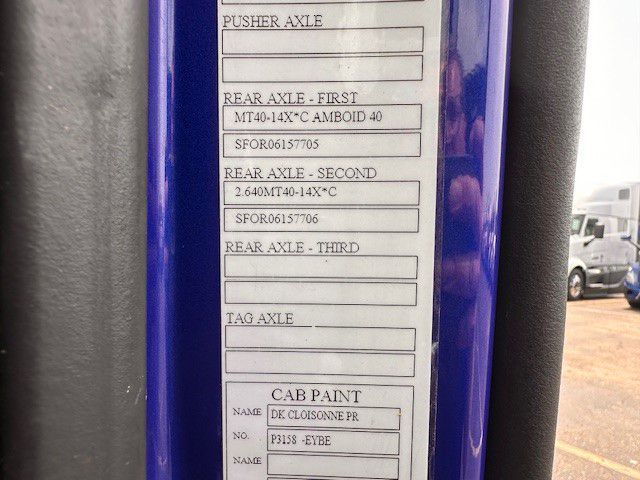 PUSHER AXLE
REAR AXLE - FIRST
MT40-14X*C AMBOID 40
SFOR06157705
REAR AXLE - SECOND
2.640MT40-14X*C
SFOR06157706
REAR AXLE - THIRD
TAG AXLE
CAB PAINT
NAME DK CLOISONNE PR
NO. P3158 -EYBE
NAME